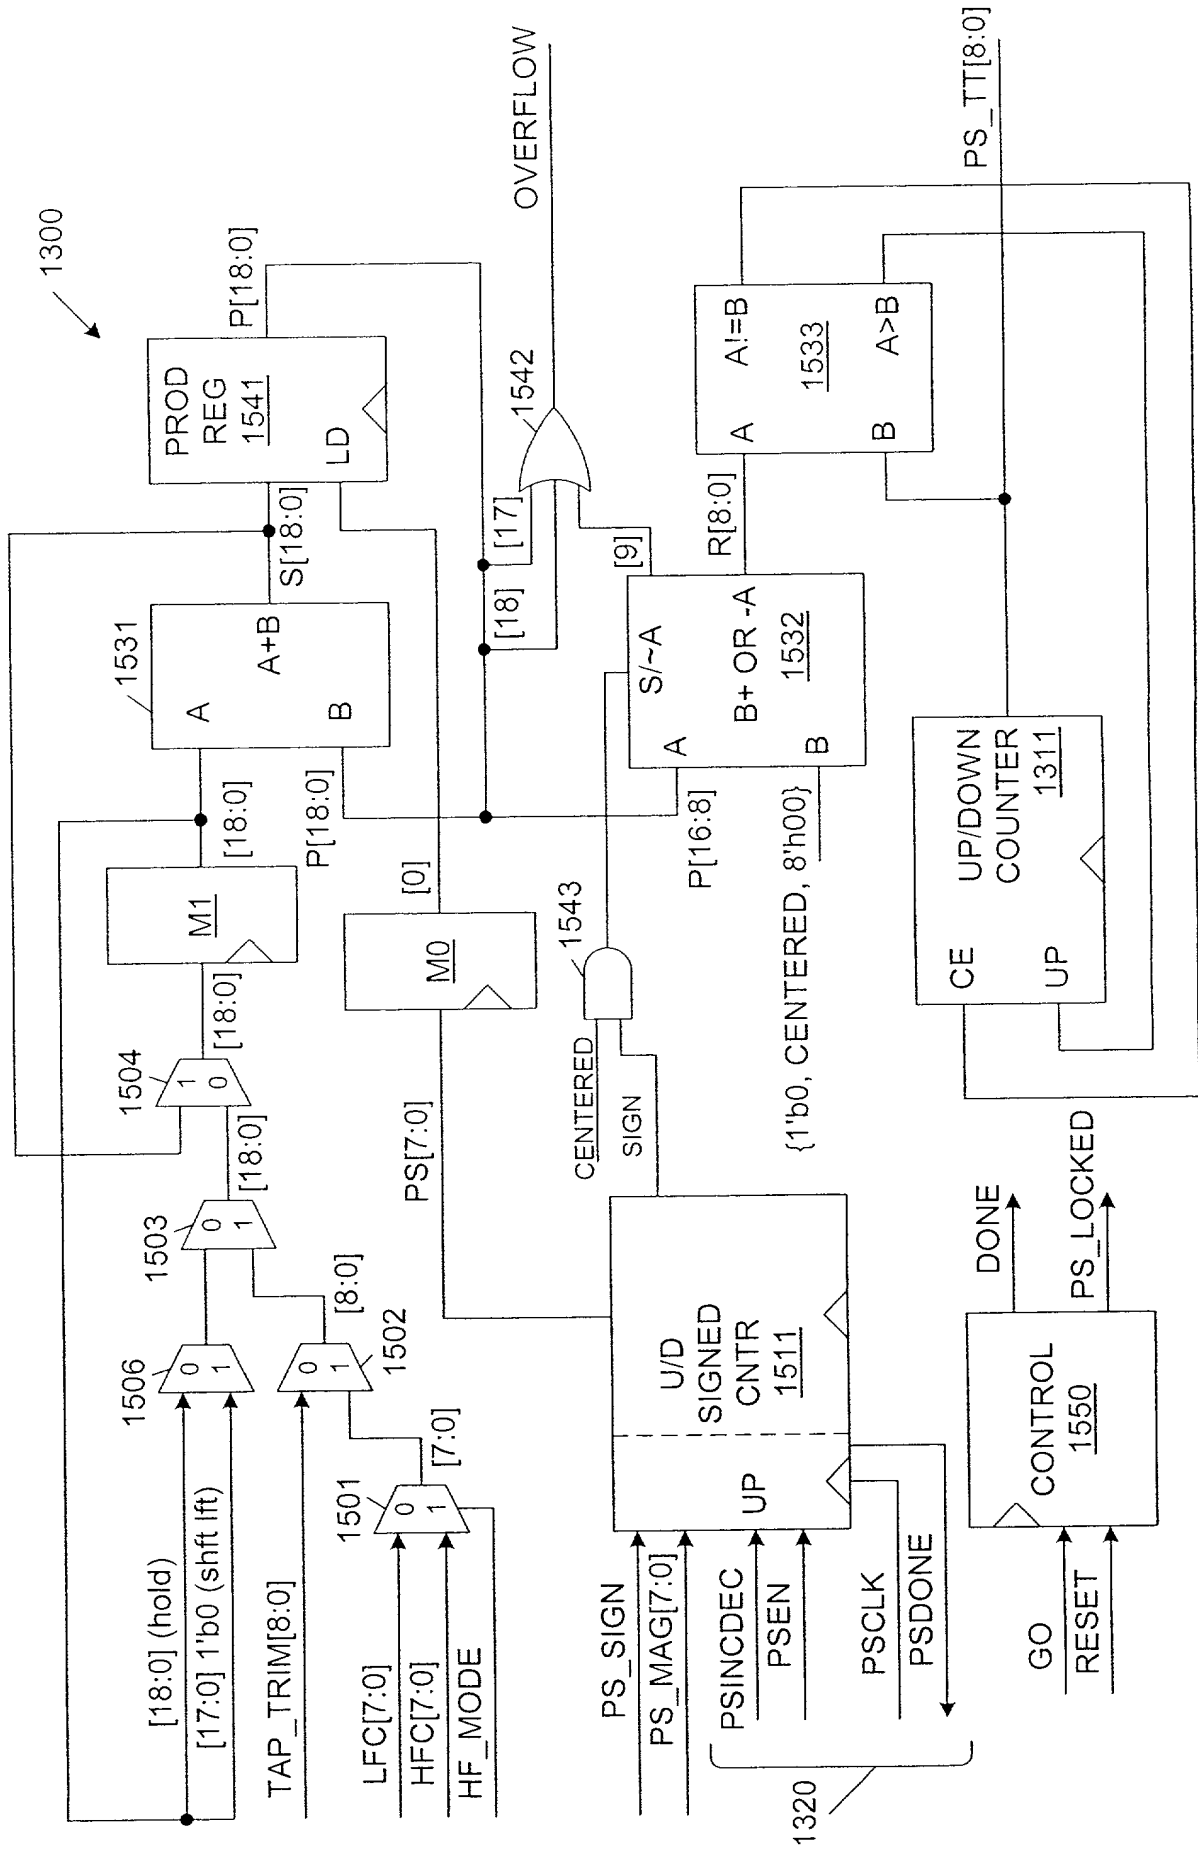 1300
[18:0] (hold)
[17:0] 1'b0 (shft lft)
1506
0
1
TAP_TRIM[8:0]
0
1
1502
[8:0]
LFC[7:0]
HFC[7:0]
HF_MODE
1501
0
1
[7:0]
1503
0
1
[18:0]
1504
1
0
[18:0]
M1
[18:0]
P[18:0]
1531
A
B
A+B
S[18:0]
PROD
REG
1541
LD
P[18:0]
PS[7:0]
M0
[0]
[18]
[17]
[9]
1542
OVERFLOW
PS_SIGN
PS_MAG[7:0]
PSINCDEC
PSEN
PSCLK
PSDONE
1320
UP
U/D
SIGNED
CNTR
1511
CENTERED
SIGN
1543
P[16:8]
{1'b0, CENTERED, 8'h00}
S/~A
A
B+ OR -A
1532
B
R[8:0]
A
A!=B
1533
B
A>B
PS_TT[8:0]
CE
UP
UP/DOWN
COUNTER
1311
GO
RESET
CONTROL
1550
DONE
PS_LOCKED